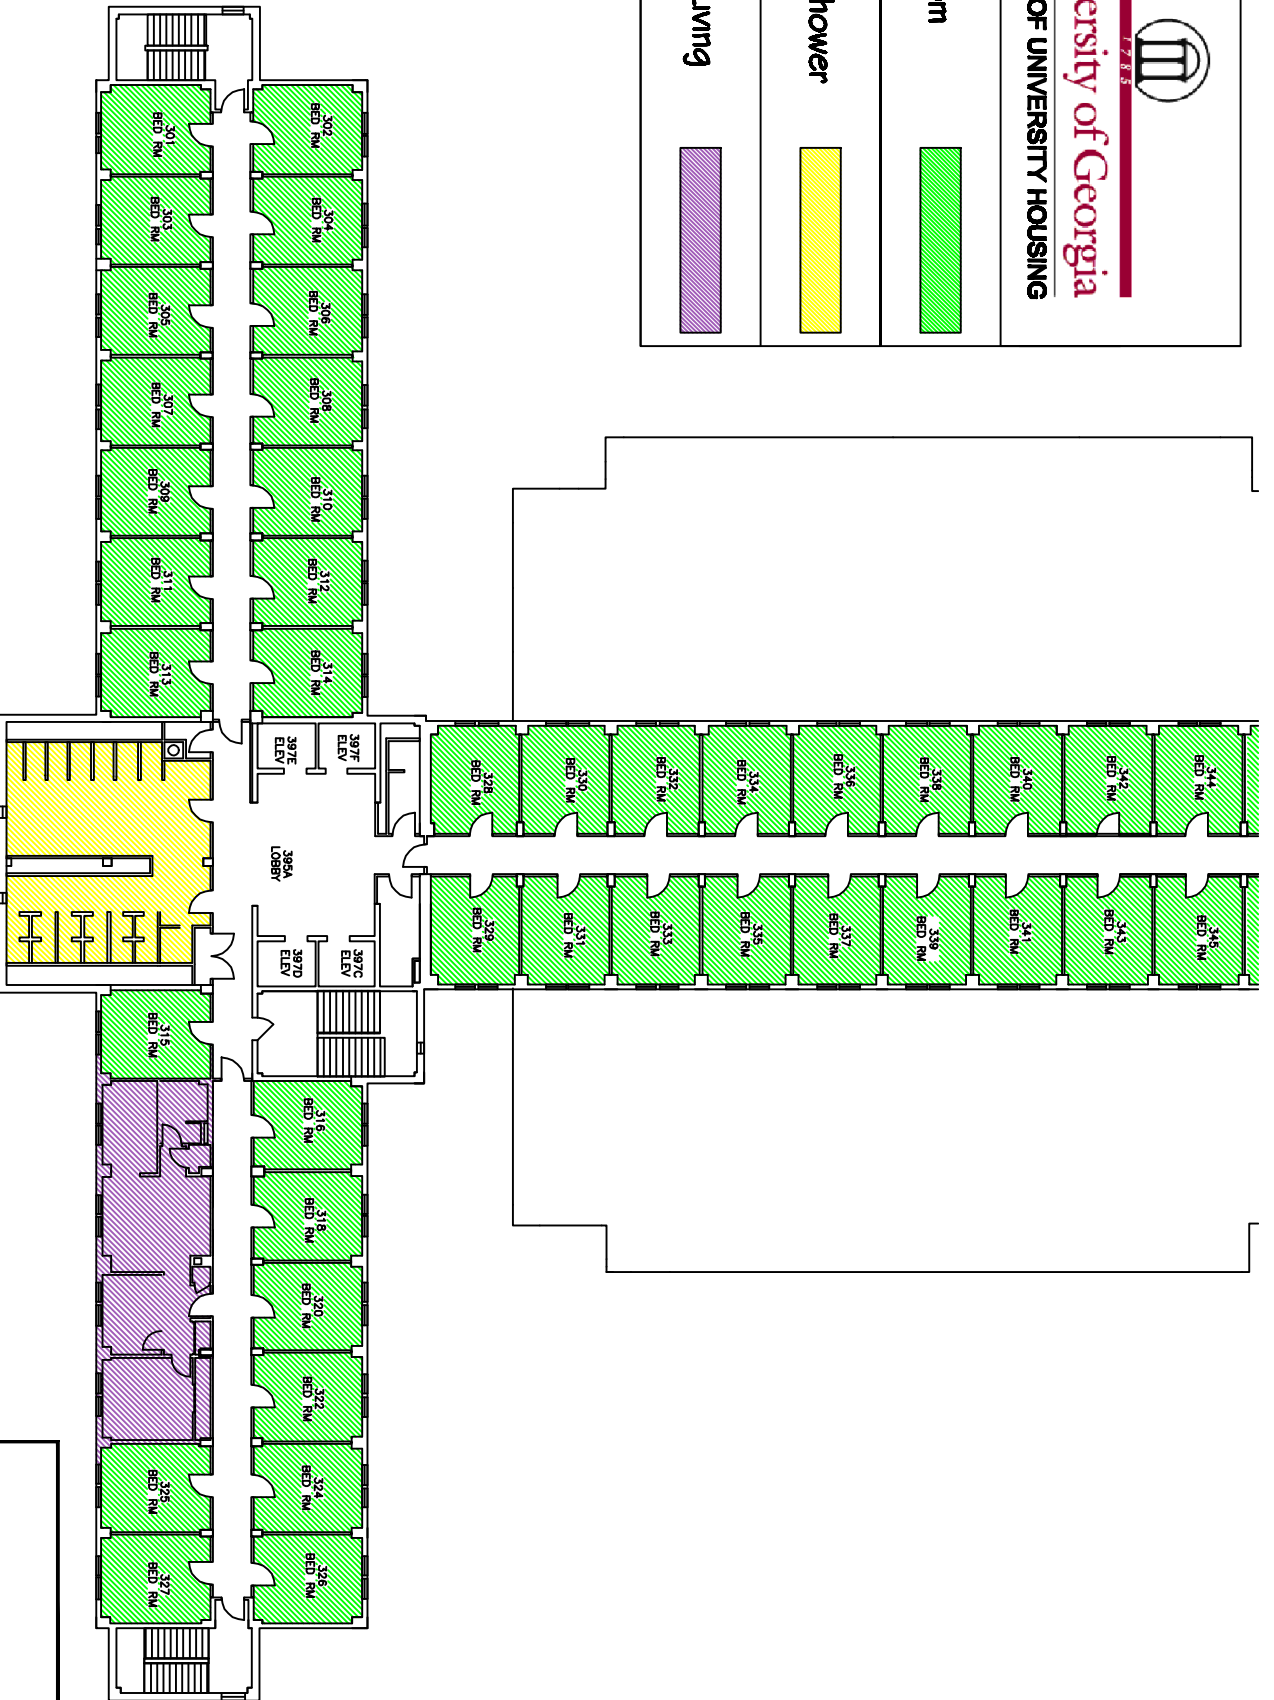 1785
ersity of Georgia
OF UNIVERSITY HOUSING
om
hower
Living
301
BED RM
302
BED RM
303
BED RM
304
BED RM
305
BED RM
306
BED RM
307
BED RM
308
BED RM
309
BED RM
310
BED RM
311
BED RM
312
BED RM
313
BED RM
314
BED RM
397E
ELEV
397F
ELEV
395A
LOBBY
397D
ELEV
397C
ELEV
328
BED RM
330
BED RM
332
BED RM
334
BED RM
336
BED RM
338
BED RM
340
BED RM
342
BED RM
344
BED RM
329
BED RM
331
BED RM
333
BED RM
335
BED RM
337
BED RM
339
BED RM
341
BED RM
343
BED RM
345
BED RM
315
BED RM
316
BED RM
318
BED RM
320
BED RM
322
BED RM
324
BED RM
325
BED RM
326
BED RM
327
BED RM